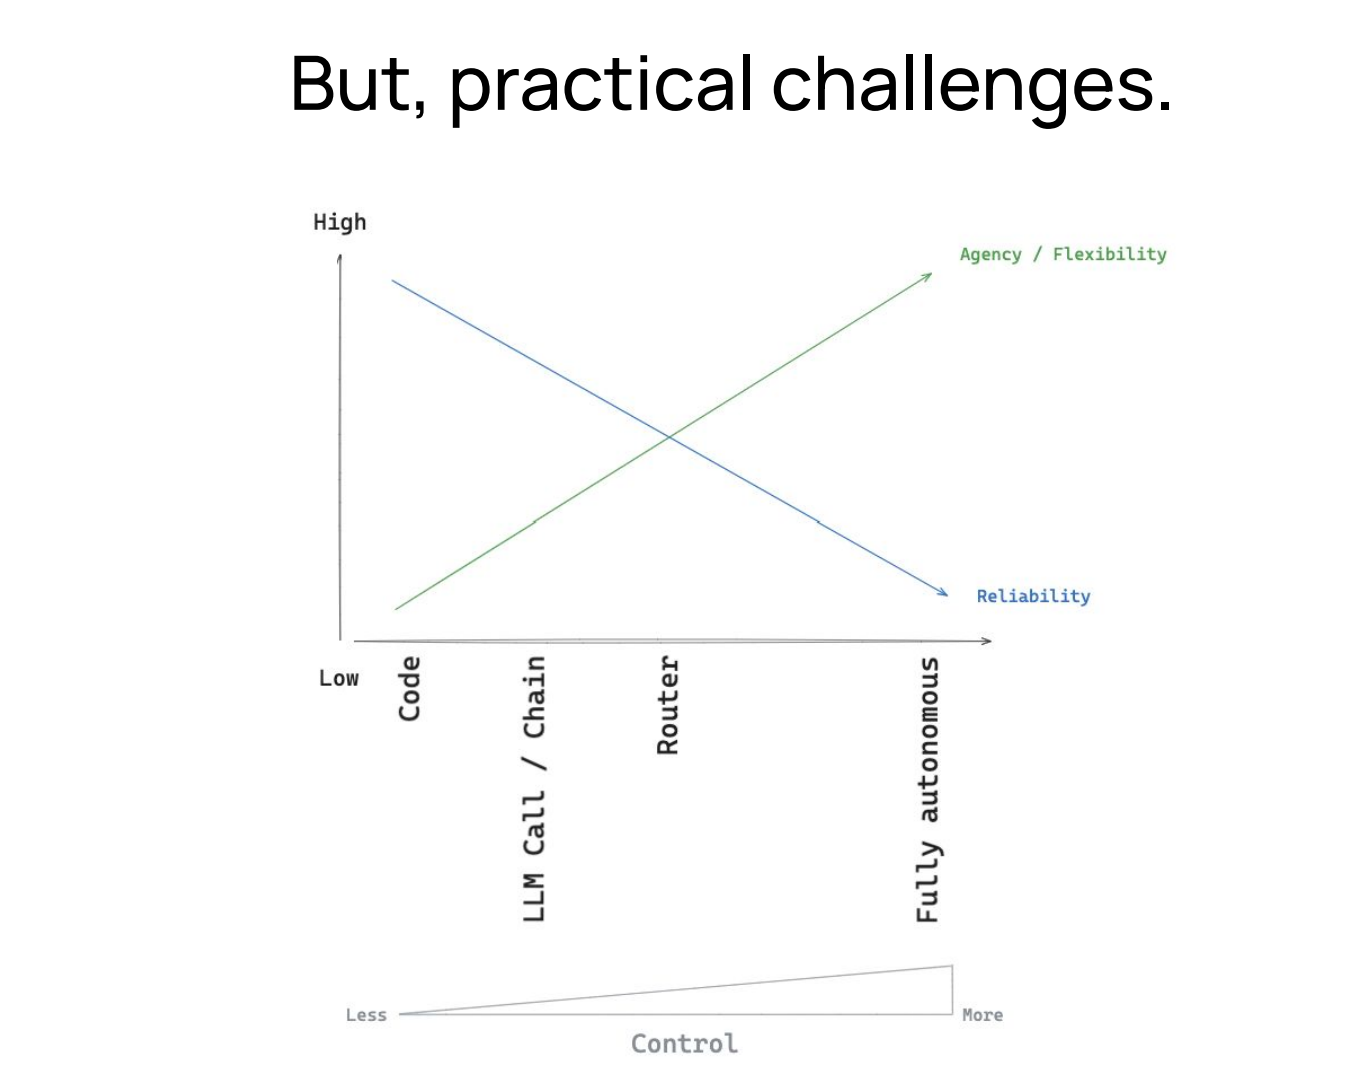 But, practical challenges.
High
Agency / Flexibility
Reliability
Low
Code
LLM Call / Chain
Router
Fully autonomous
Less
More
Control